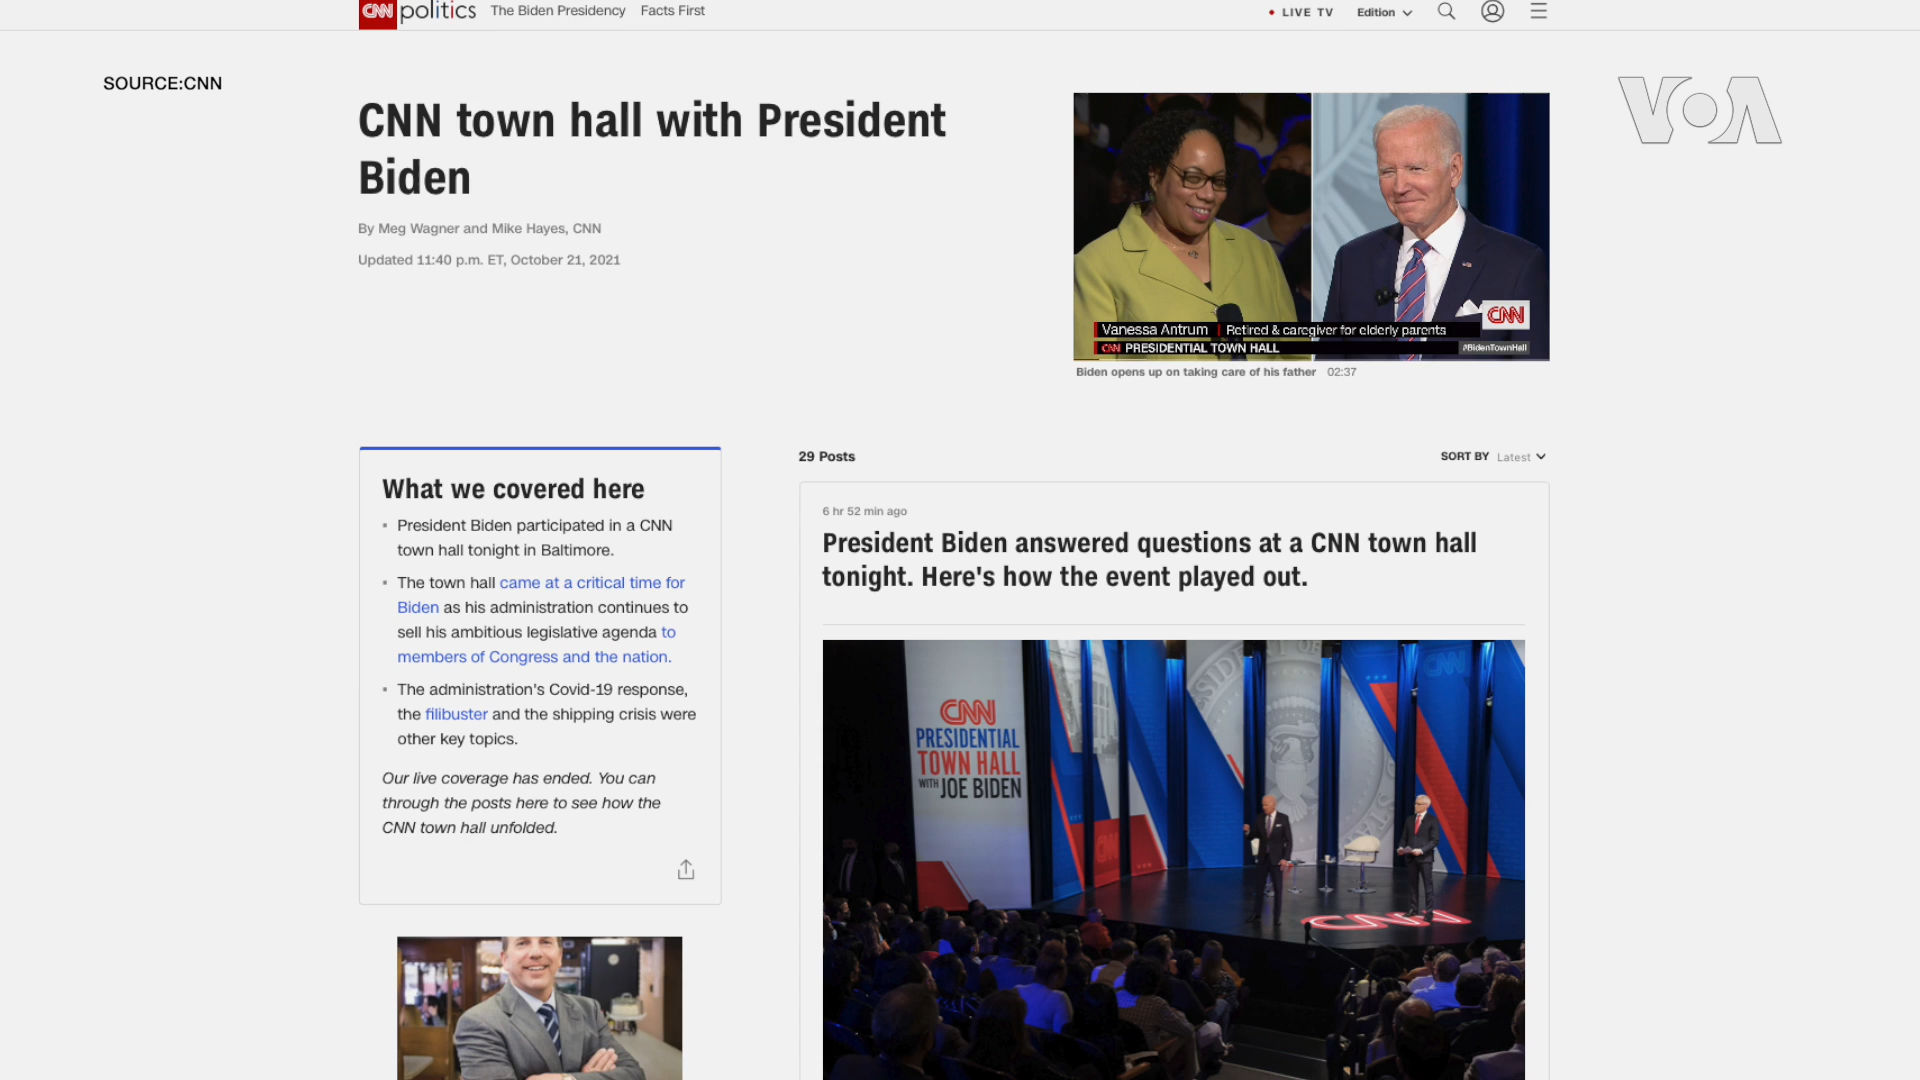 CNN politics The Biden Presidency Facts First
LIVE TV Edition
SOURCE:CNN
VOA
CNN town hall with President
Biden
By Meg Wagner and Mike Hayes, CNN
Updated 11:40 p.m. ET, October 21, 2021
CNN
Vanessa Antrum | Retired & caregiver for elderly parents
CNN PRESIDENTIAL TOWN HALL #BidenTownHall
Biden opens up on taking care of his father 02:37
What we covered here
• President Biden participated in a CNN
town hall tonight in Baltimore.
• The town hall came at a critical time for
Biden as his administration continues to
sell his ambitious legislative agenda to
members of Congress and the nation.
• The administration's Covid-19 response,
the filibuster and the shipping crisis were
other key topics.
Our live coverage has ended. You can
through the posts here to see how the
CNN town hall unfolded.
29 Posts
SORT BY Latest
6 hr 52 min ago
President Biden answered questions at a CNN town hall
tonight. Here's how the event played out.
CNN
PRESIDENTIAL
TOWN HALL
WITH JOE BIDEN
CNN
CNN
CNN